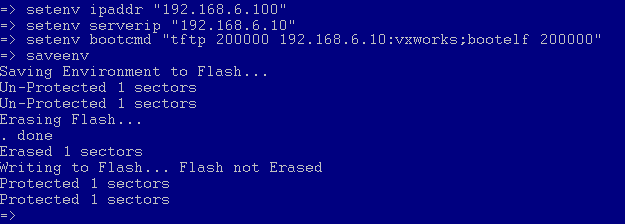 => setenv ipaddr "192.168.6.100"
=> setenv serverip "192.168.6.10"
=> setenv bootcmd "tftp 200000 192.168.6.10:vxworks;bootelf 200000"
=> saveenv
Saving Environment to Flash...
Un-Protected 1 sectors
Un-Protected 1 sectors
Erasing Flash...
. done
Erased 1 sectors
Writing to Flash... Flash not Erased
Protected 1 sectors
Protected 1 sectors
=>